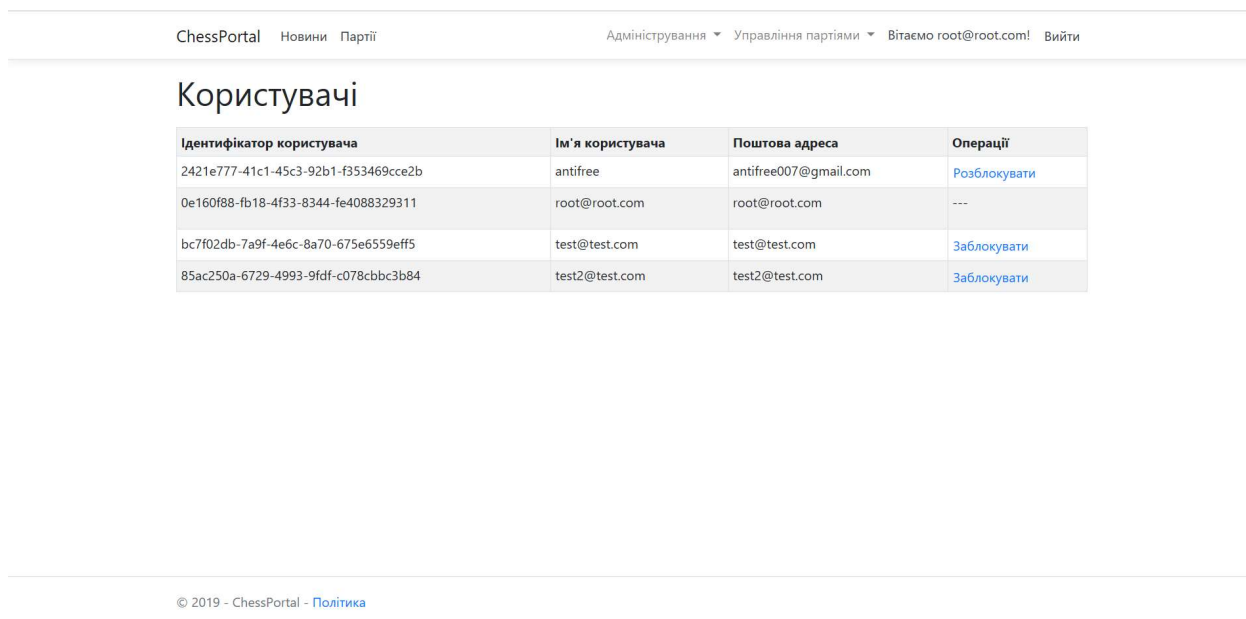 ChessPortal Новини Партії Адміністрування Управління партіями Вітаємо root@root.com! Вийти
Користувачі
Ідентифікатор користувача Ім'я користувача Поштова адреса Операції
2421e777-41c1-45c3-92b1-f353469cce2b antifree antifree007@gmail.com Розблокувати
0e160f88-fb18-4f33-8344-fe4088329311 root@root.com root@root.com ---
bc7f02db-7a9f-4e6c-8a70-675e6559eff5 test@test.com test@test.com Заблокувати
85ac250a-6729-4993-9fdf-c078cbbc3b84 test2@test.com test2@test.com Заблокувати
© 2019 - ChessPortal - Політика